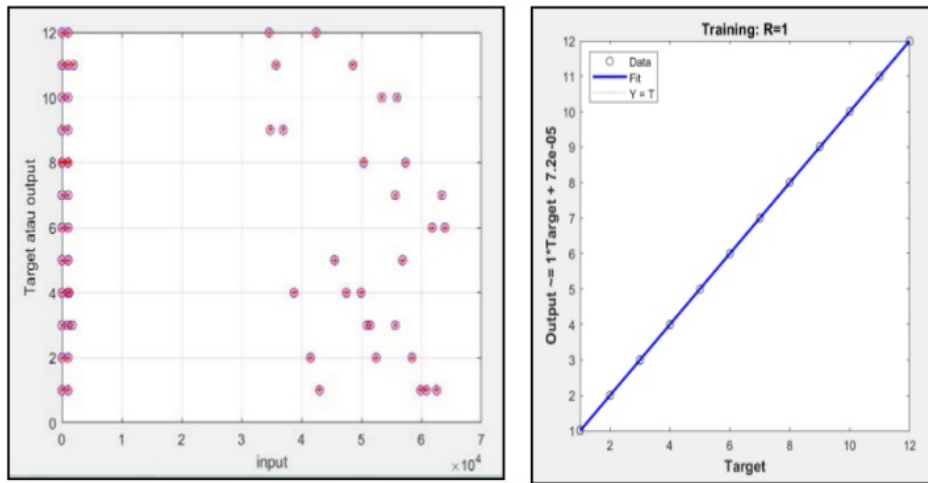 12
10
8
6
4
2
0
Target atau output
0 1 2 3 4 5 6 7
×10⁴
input
Training: R=1
Data
Fit
Y = T
12
11
10
9
8
7
6
5
4
3
2
1
Output ~= 1*Target + 7.2e-05
2 4 6 8 10 12
Target